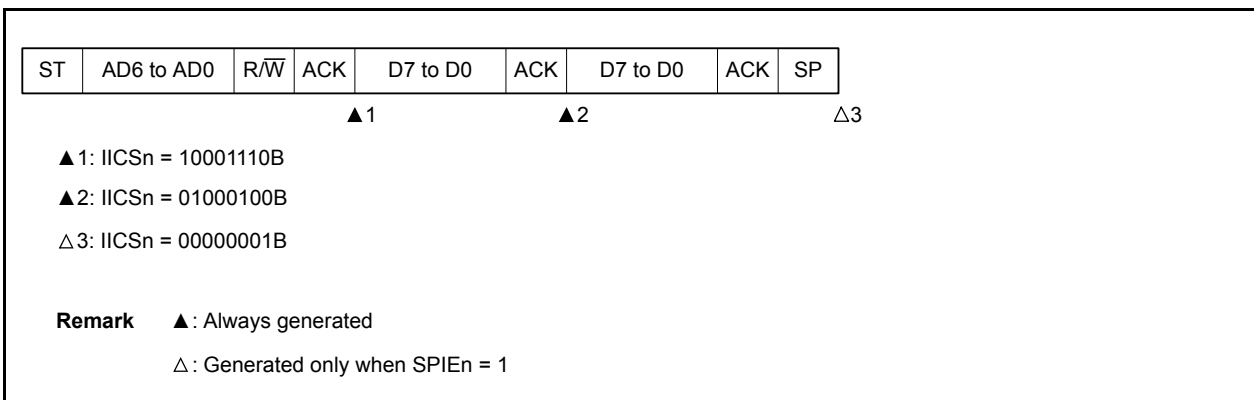 ST AD6 to AD0 R/W̅ ACK D7 to D0 ACK D7 to D0 ACK SP
▲1 ▲2 △3
▲1: IICSn = 10001110B
▲2: IICSn = 01000100B
△3: IICSn = 00000001B
Remark ▲: Always generated
△: Generated only when SPIEn = 1